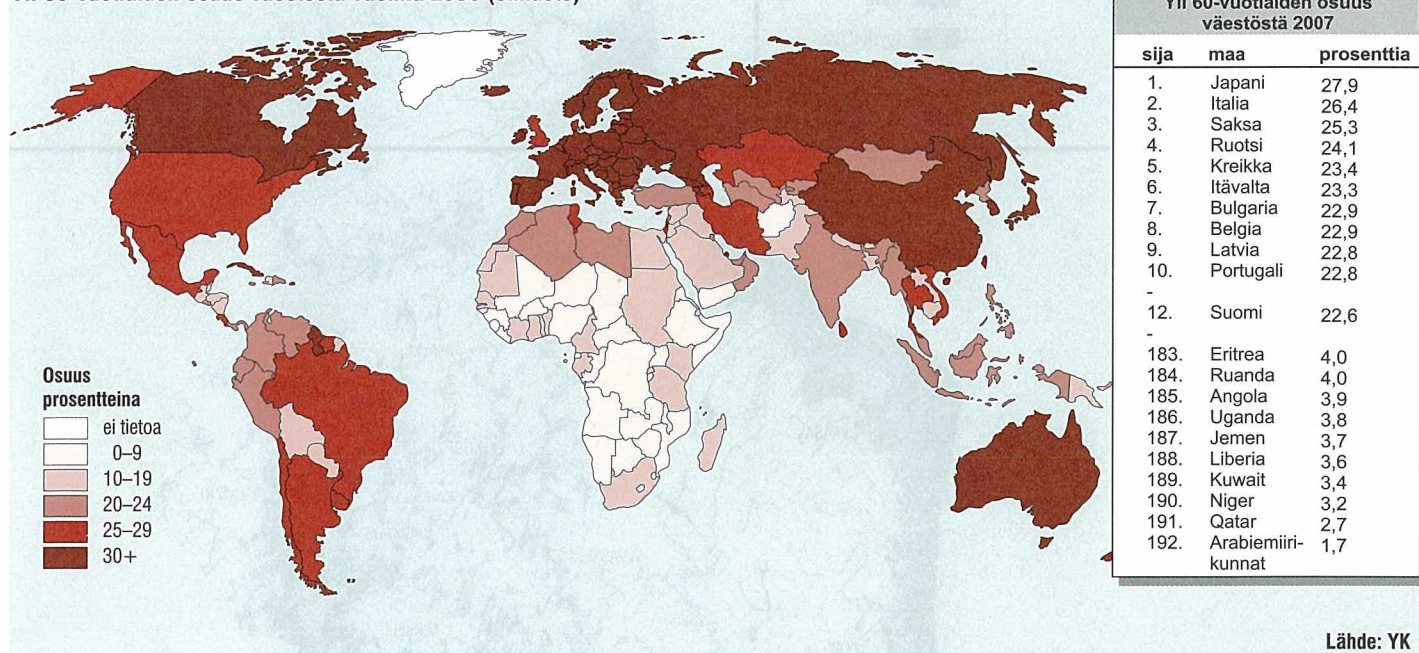 Yli 60-vuotiaiden osuus
väestöstä 2007
sija maa prosenttia
1. Japani 27,9
2. Italia 26,4
3. Saksa 25,3
4. Ruotsi 24,1
5. Kreikka 23,4
6. Itävalta 23,3
7. Bulgaria 22,9
8. Belgia 22,9
9. Latvia 22,8
10. Portugali 22,8
-
12. Suomi 22,6
-
183. Eritrea 4,0
184. Ruanda 4,0
185. Angola 3,9
186. Uganda 3,8
187. Jemen 3,7
188. Liberia 3,6
189. Kuwait 3,4
190. Niger 3,2
191. Qatar 2,7
192. Arabiemiiri- 1,7
kunnat
Osuus
prosentteina
ei tietoa
0–9
10–19
20–24
25–29
30+
Lähde: YK